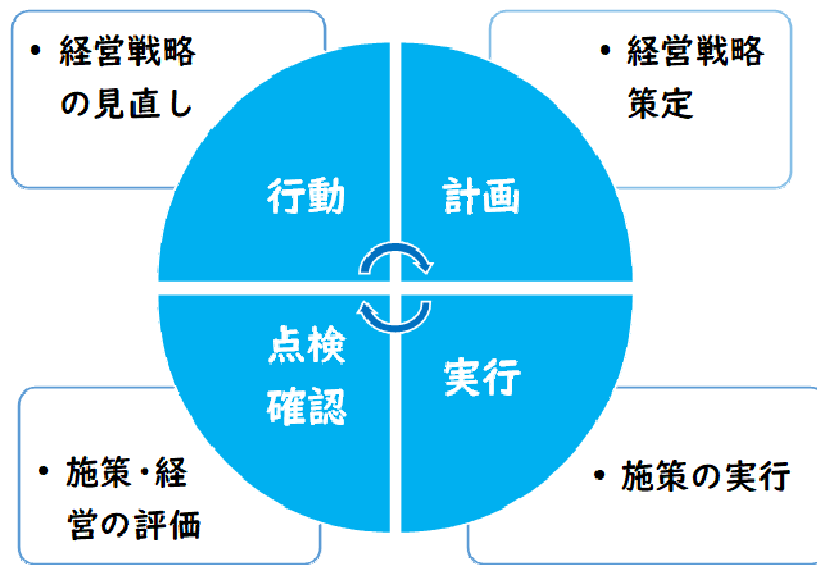 • 経営戦略
の見直し
• 経営戦略
策定
行動
計画
点検
確認
実行
• 施策・経
営の評価
• 施策の実行